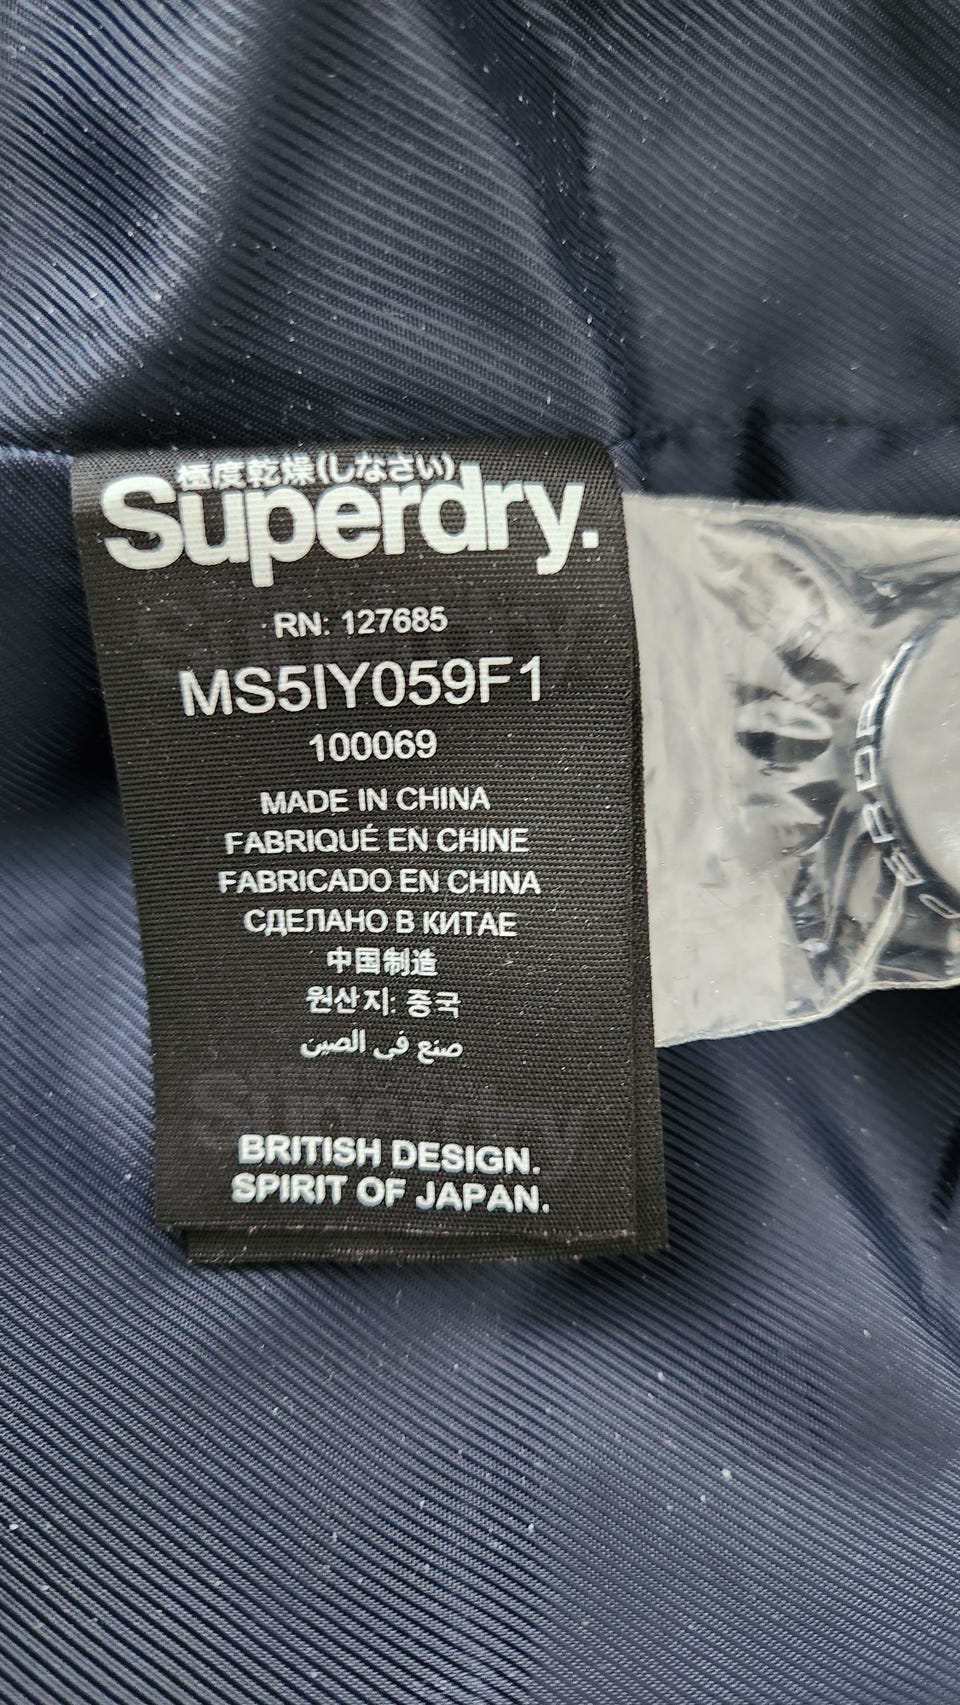 極度乾燥(しなさい)
Superdry.
RN: 127685
MS5IY059F1
100069
MADE IN CHINA
FABRIQUÉ EN CHINE
FABRICADO EN CHINA
СДЕЛАНО В КИТАЕ
中国制造
원산지: 중국
صنع في الصين
BRITISH DESIGN.
SPIRIT OF JAPAN.